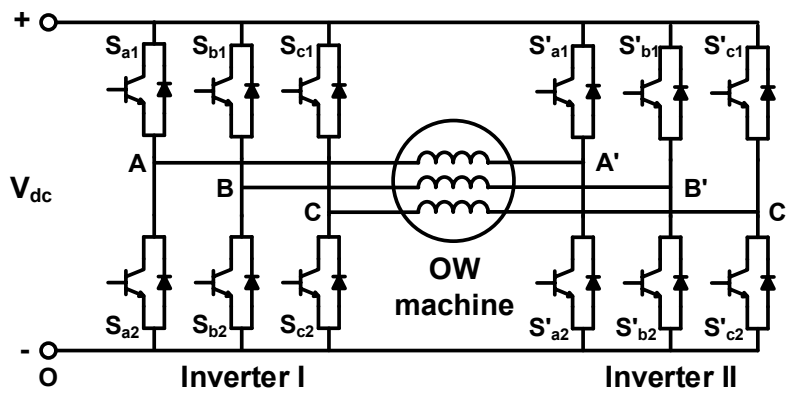 +
S_a1
S_b1
S_c1
S'_a1
S'_b1
S'_c1
A
A'
V_dc
B
B'
C
C
OW
machine
S_a2
S_b2
S_c2
S'_a2
S'_b2
S'_c2
-
O
Inverter I
Inverter II